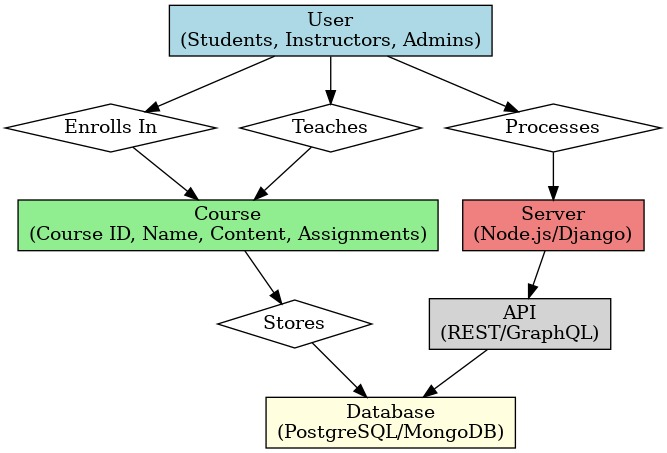 User
(Students, Instructors, Admins)
Enrolls In
Teaches
Processes
Course
(Course ID, Name, Content, Assignments)
Server
(Node.js/Django)
Stores
API
(REST/GraphQL)
Database
(PostgreSQL/MongoDB)